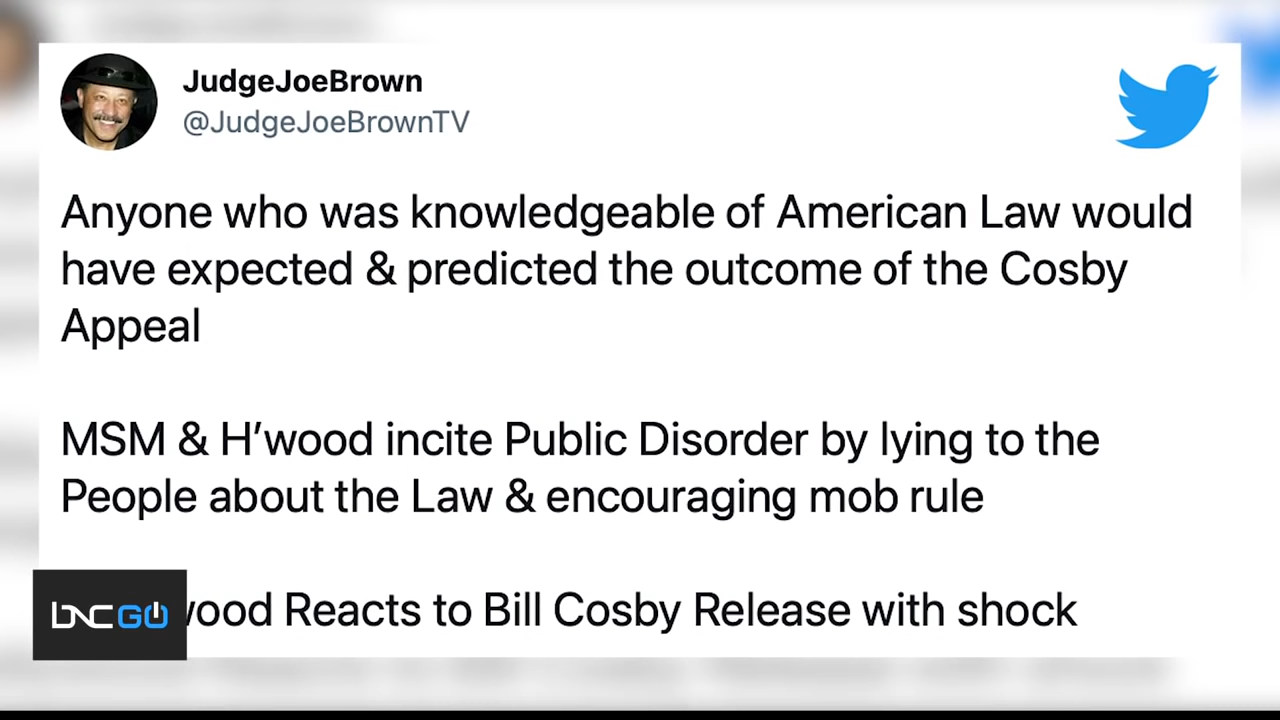 JudgeJoeBrown
@JudgeJoeBrownTV
Anyone who was knowledgeable of American Law would
have expected & predicted the outcome of the Cosby
Appeal
MSM & H'wood incite Public Disorder by lying to the
People about the Law & encouraging mob rule
wood Reacts to Bill Cosby Release with shock
BNC GO